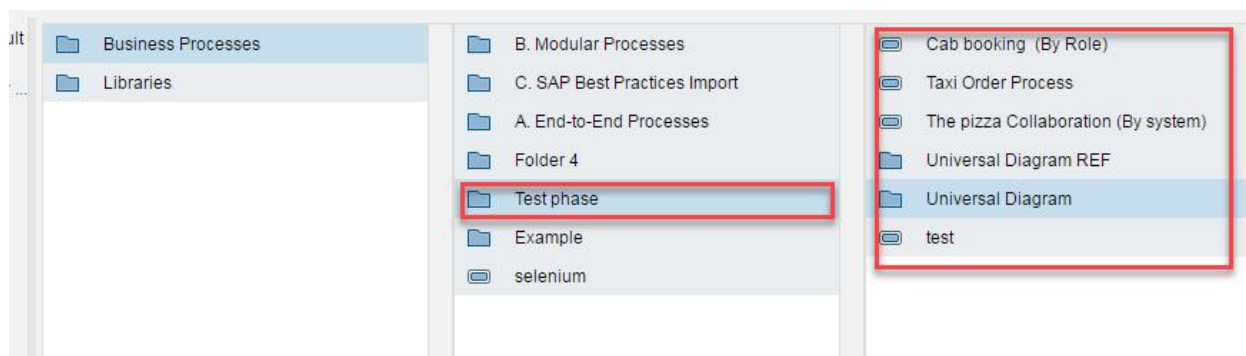 ult
Business Processes
Libraries
...
B. Modular Processes
C. SAP Best Practices Import
A. End-to-End Processes
Folder 4
Test phase
Example
selenium
Cab booking (By Role)
Taxi Order Process
The pizza Collaboration (By system)
Universal Diagram REF
Universal Diagram
test